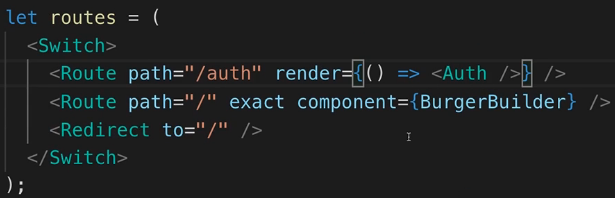 let routes = (
<Switch>
<Route path="/auth" render={() => <Auth />} />
<Route path="/" exact component={BurgerBuilder} />
<Redirect to="/" />
</Switch>
);